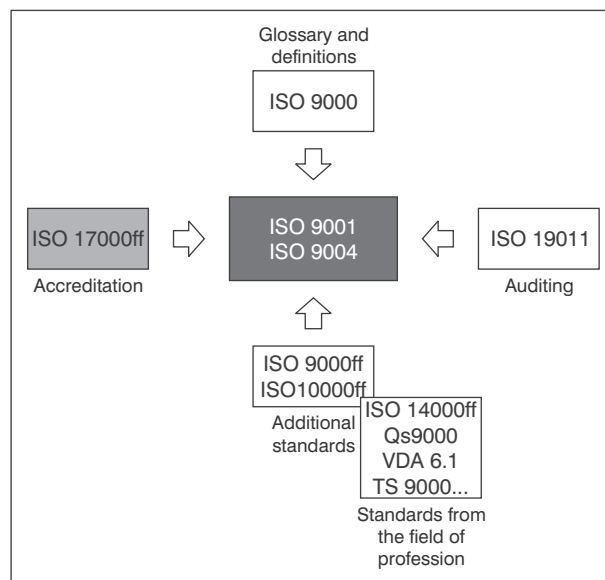 Glossary and
definitions
ISO 9000
ISO 17000ff
Accreditation
ISO 9001
ISO 9004
ISO 19011
Auditing
ISO 9000ff
ISO10000ff
Additional
standards
ISO 14000ff
Qs9000
VDA 6.1
TS 9000...
Standards from
the field of
profession